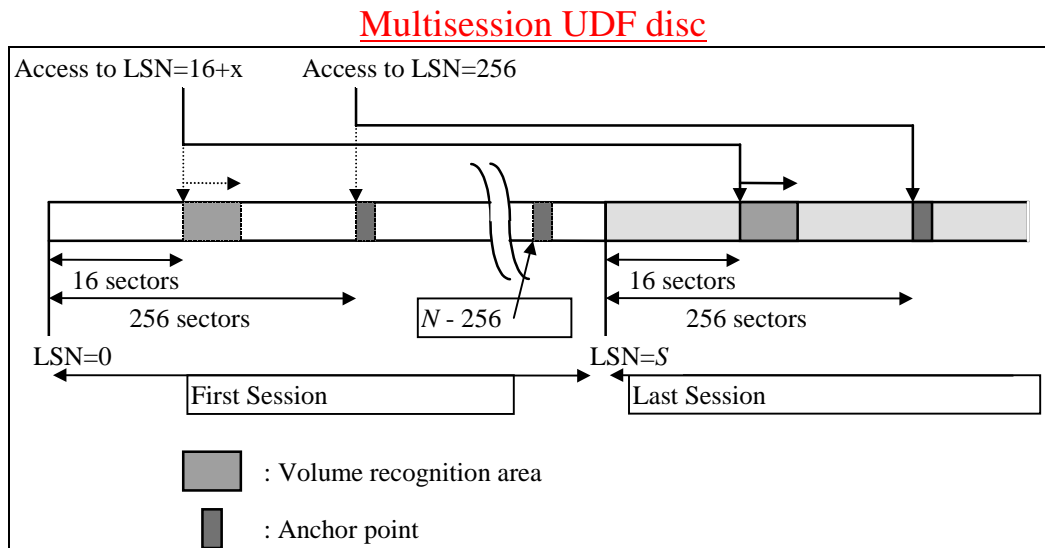 Multisession UDF disc
Access to LSN=16+x
Access to LSN=256
16 sectors
256 sectors
N - 256
16 sectors
256 sectors
LSN=0
LSN=S
First Session
Last Session
: Volume recognition area
: Anchor point